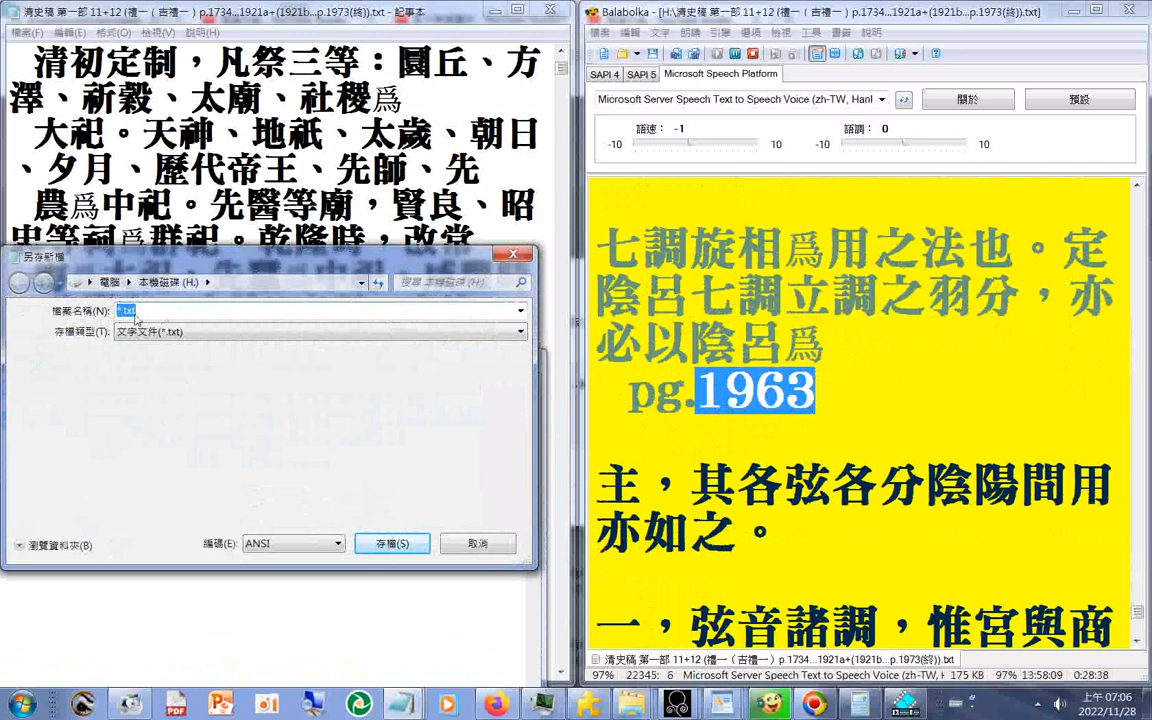 清史稿 第一部 11+12 (禮一（吉禮一）p.1734...1921a+(1921b...p.1973(終)).txt - 記事本
檔案(F) 編輯(E) 格式(O) 檢視(V) 說明(H)
清初定制，凡祭三等：圜丘、方
澤、祈穀、太廟、社稷爲
大祀。天神、地祇、太歲、朝日
、夕月、歷代帝王、先師、先
農爲中祀。先醫等廟，賢良、昭
忠等祠爲群祀。乾隆時，改常
另存新檔
電腦 本機磁碟 (H:)
搜尋 本機磁碟 (H:)
檔案名稱(N): *.txt
存檔類型(T): 文字文件(*.txt)
瀏覽資料夾(B)
編碼(E): ANSI
存檔(S)
取消
Balabolka - [H:\清史稿 第一部 11+12 (禮一（吉禮一）p.1734...1921a+(1921b...p.1973(終)).txt]
檔案 編輯 文字 朗讀 引擎 選項 檢視 工具 書籤 說明
SAPI 4 SAPI 5 Microsoft Speech Platform
Microsoft Server Speech Text to Speech Voice (zh-TW, Han
關於
預設
語速： -1
語調： 0
-10 10 -10 10
七調旋相爲用之法也。定
陰呂七調立調之羽分，亦
必以陰呂爲
pg.1963
主，其各弦各分陰陽間用
亦如之。
一，弦音諸調，惟宮與商
清史稿 第一部 11+12 (禮一（吉禮一）p.1734...1921a+(1921b...p.1973(終)).txt
97% 22345: 6 Microsoft Server Speech Text to Speech Voice (zh-TW, H 175 KB 97% 13:58:09 0:28:38
上午 07:06
2022/11/28